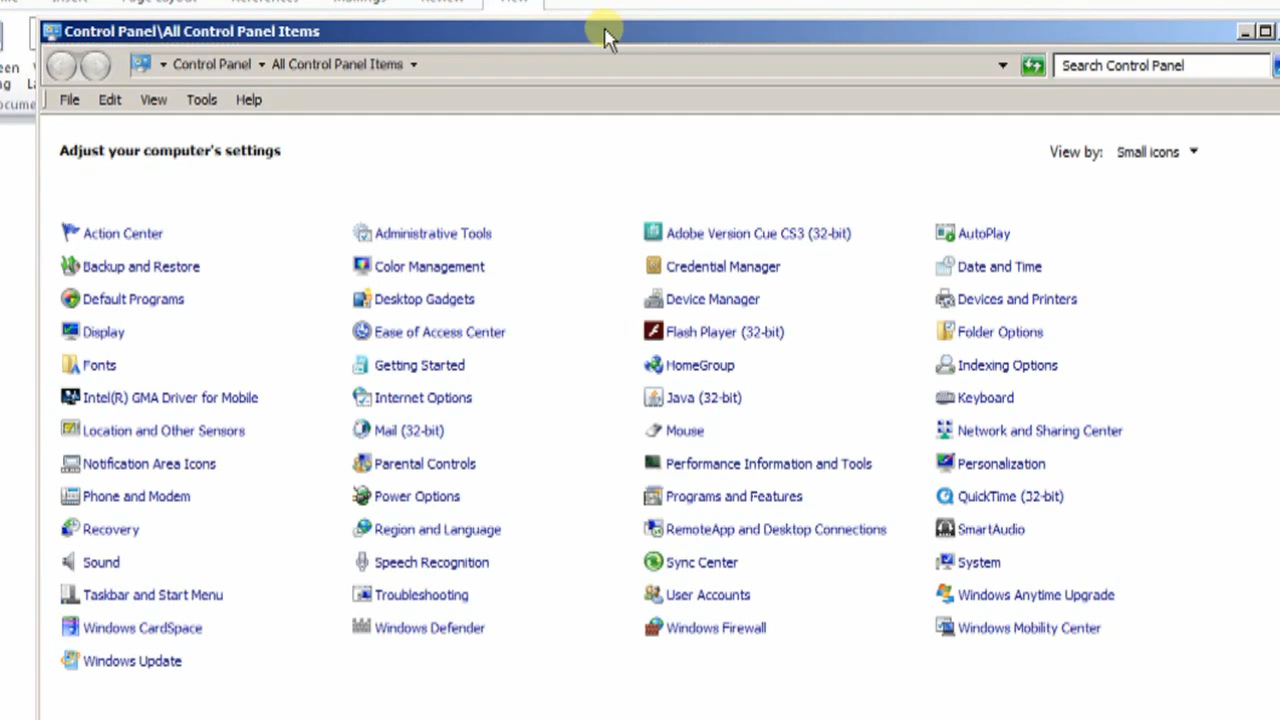 Control Panel\All Control Panel Items
Control Panel All Control Panel Items
Search Control Panel
File Edit View Tools Help
Adjust your computer's settings
View by: Small icons
Action Center Administrative Tools Adobe Version Cue CS3 (32-bit) AutoPlay
Backup and Restore Color Management Credential Manager Date and Time
Default Programs Desktop Gadgets Device Manager Devices and Printers
Display Ease of Access Center Flash Player (32-bit) Folder Options
Fonts Getting Started HomeGroup Indexing Options
Intel(R) GMA Driver for Mobile Internet Options Java (32-bit) Keyboard
Location and Other Sensors Mail (32-bit) Mouse Network and Sharing Center
Notification Area Icons Parental Controls Performance Information and Tools Personalization
Phone and Modem Power Options Programs and Features QuickTime (32-bit)
Recovery Region and Language RemoteApp and Desktop Connections SmartAudio
Sound Speech Recognition Sync Center System
Taskbar and Start Menu Troubleshooting User Accounts Windows Anytime Upgrade
Windows CardSpace Windows Defender Windows Firewall Windows Mobility Center
Windows Update